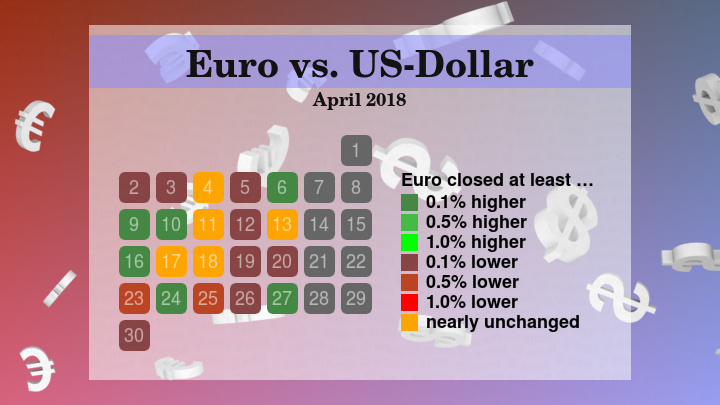 Euro vs. US-Dollar
April 2018
1
2 3 4 5 6 7 8
9 10 11 12 13 14 15
16 17 18 19 20 21 22
23 24 25 26 27 28 29
30
Euro closed at least …
0.1% higher
0.5% higher
1.0% higher
0.1% lower
0.5% lower
1.0% lower
nearly unchanged